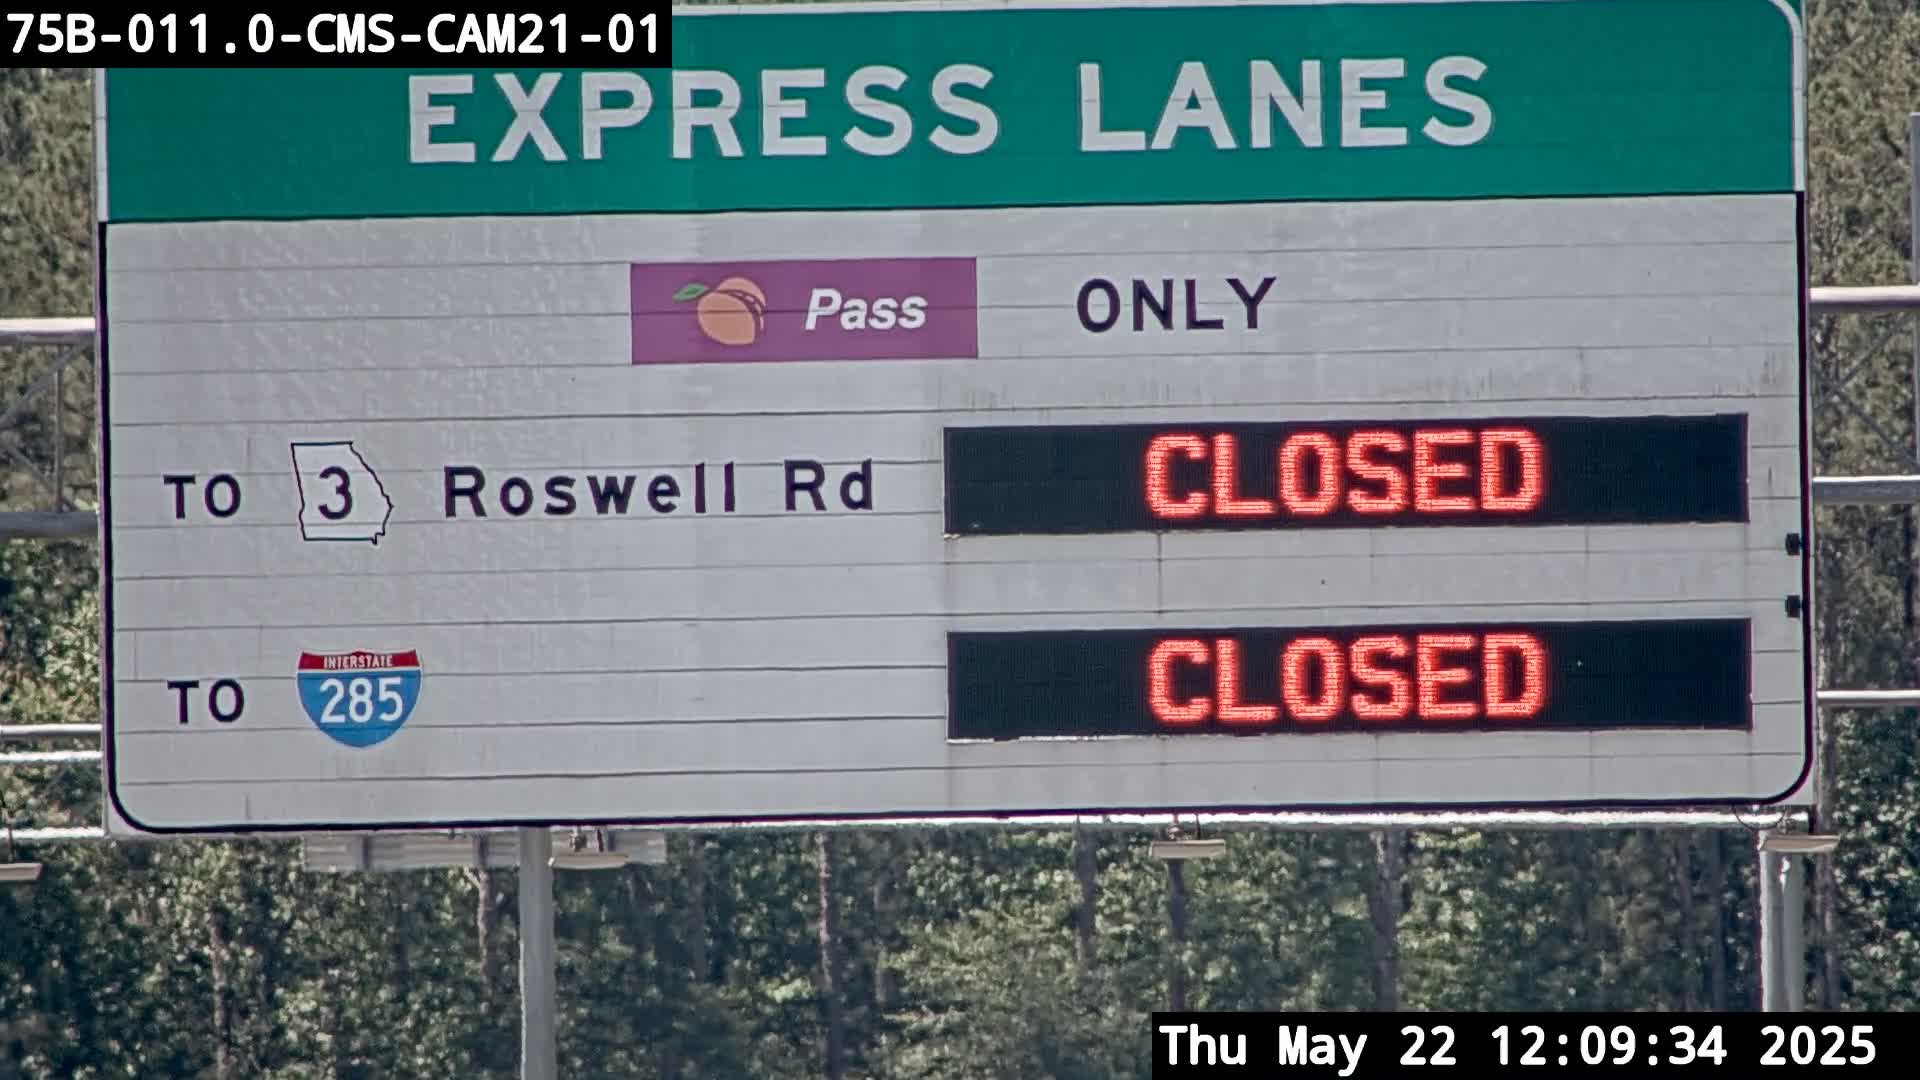 75B-011.0-CMS-CAM21-01
EXPRESS LANES
Pass ONLY
TO 3 Roswell Rd CLOSED
INTERSTATE
TO 285 CLOSED
Thu May 22 12:09:34 2025